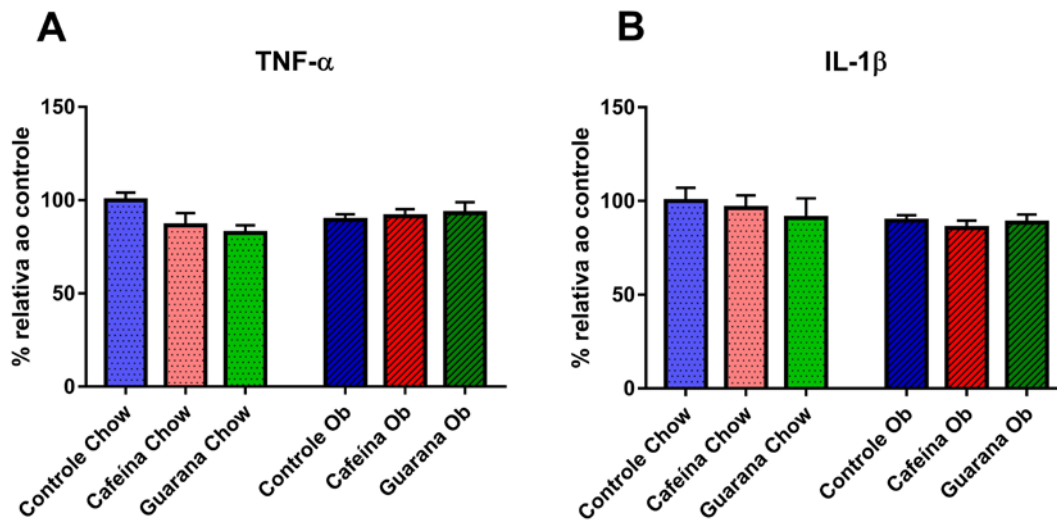 A
TNF-α
% relativa ao controle
150
100
50
0
Controle Chow
Cafeína Chow
Guarana Chow
Controle Ob
Cafeína Ob
Guarana Ob
B
IL-1β
% relativa ao controle
150
100
50
0
Controle Chow
Cafeína Chow
Guarana Chow
Controle Ob
Cafeína Ob
Guarana Ob